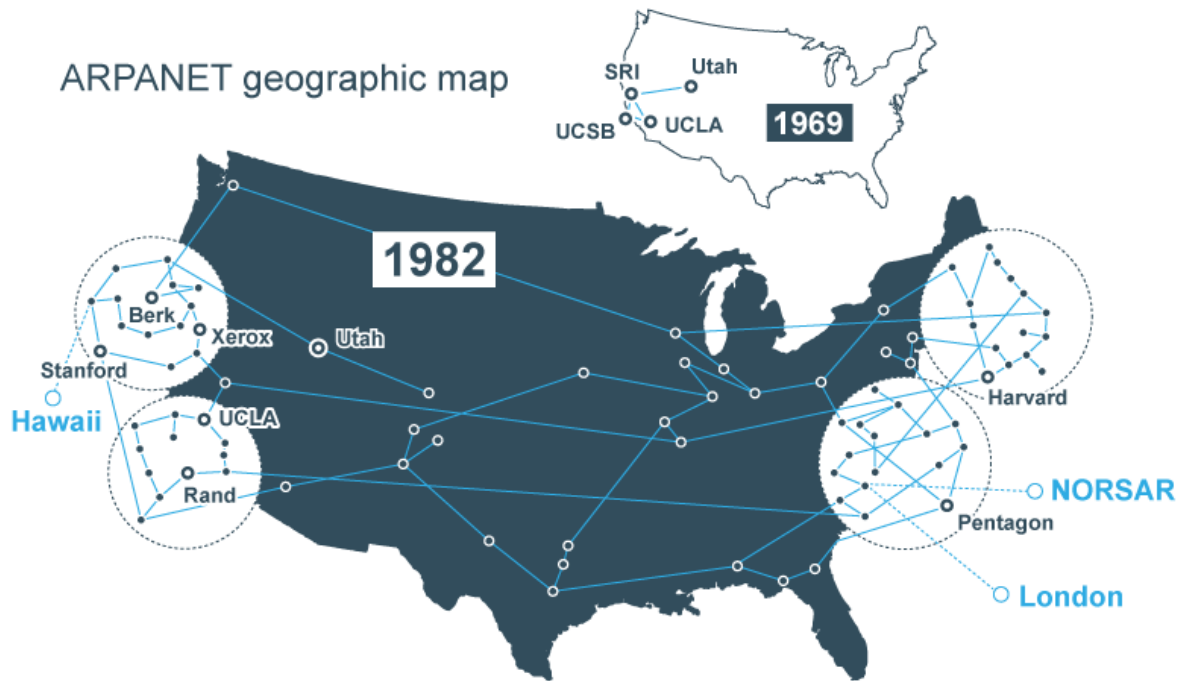 ARPANET geographic map
SRI
Utah
UCSB
UCLA
1969
1982
Berk
Xerox
Utah
Stanford
Hawaii
UCLA
Rand
Harvard
NORSAR
Pentagon
London